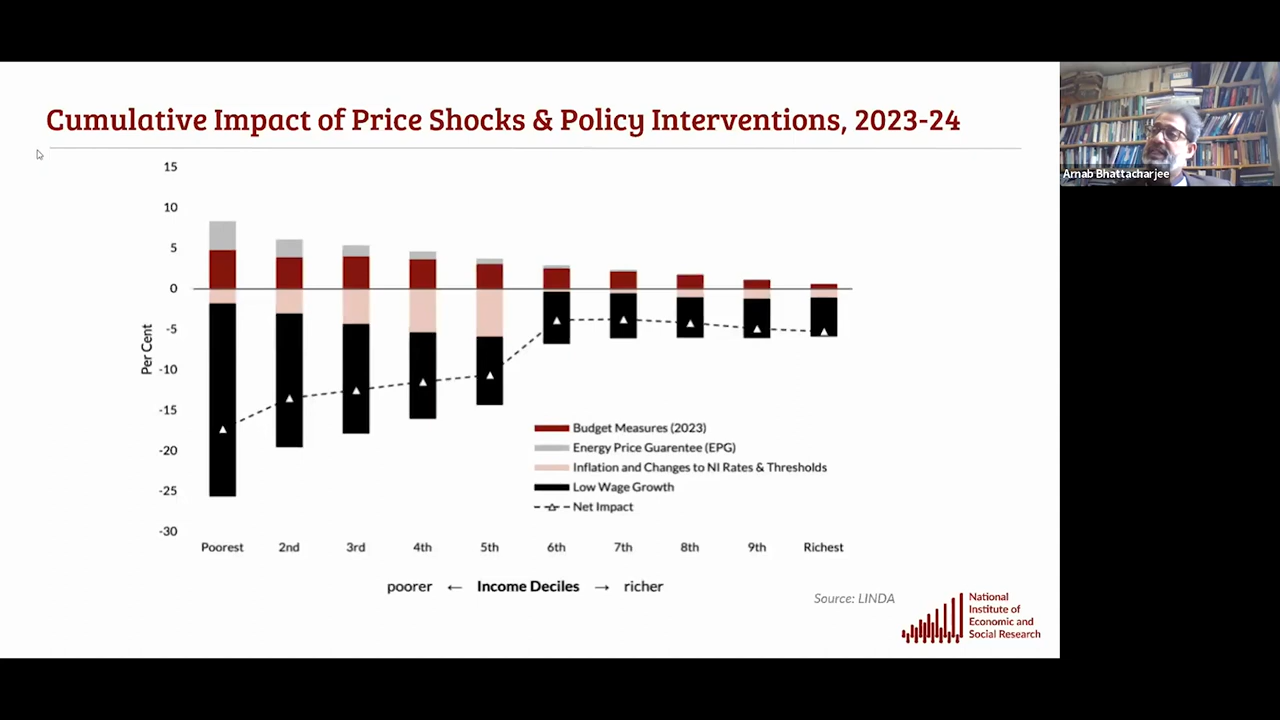 Cumulative Impact of Price Shocks & Policy Interventions, 2023-24
Arnab Bhattacharjee
15
10
5
0
-5
-10
-15
-20
-25
-30
Per Cent
Budget Measures (2023)
Energy Price Guarentee (EPG)
Inflation and Changes to NI Rates & Thresholds
Low Wage Growth
Net Impact
Poorest 2nd 3rd 4th 5th 6th 7th 8th 9th Richest
poorer ← Income Deciles → richer
Source: LINDA
National
Institute of
Economic and
Social Research